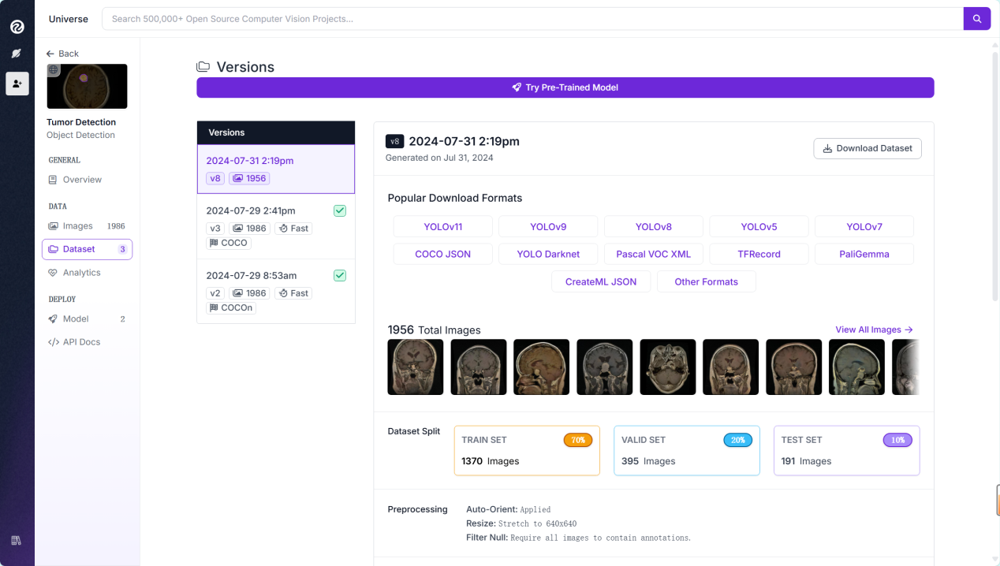 Universe
Search 500,000+ Open Source Computer Vision Projects...
Back
Tumor Detection
Object Detection
GENERAL
Overview
DATA
Images 1986
Dataset 3
Analytics
DEPLOY
Model 2
API Docs
Versions
Try Pre-Trained Model
Versions
2024-07-31 2:19pm
v8 1956
2024-07-29 2:41pm
v3 1986 Fast
COCO
2024-07-29 8:53am
v2 1986 Fast
COCOn
v8 2024-07-31 2:19pm
Generated on Jul 31, 2024
Download Dataset
Popular Download Formats
YOLOv11 YOLOv9 YOLOv8 YOLOv5 YOLOv7
COCO JSON YOLO Darknet Pascal VOC XML TFRecord PaliGemma
CreateML JSON Other Formats
1956 Total Images
View All Images
Dataset Split
TRAIN SET 70%
1370 Images
VALID SET 20%
395 Images
TEST SET 10%
191 Images
Preprocessing
Auto-Orient: Applied
Resize: Stretch to 640x640
Filter Null: Require all images to contain annotations.